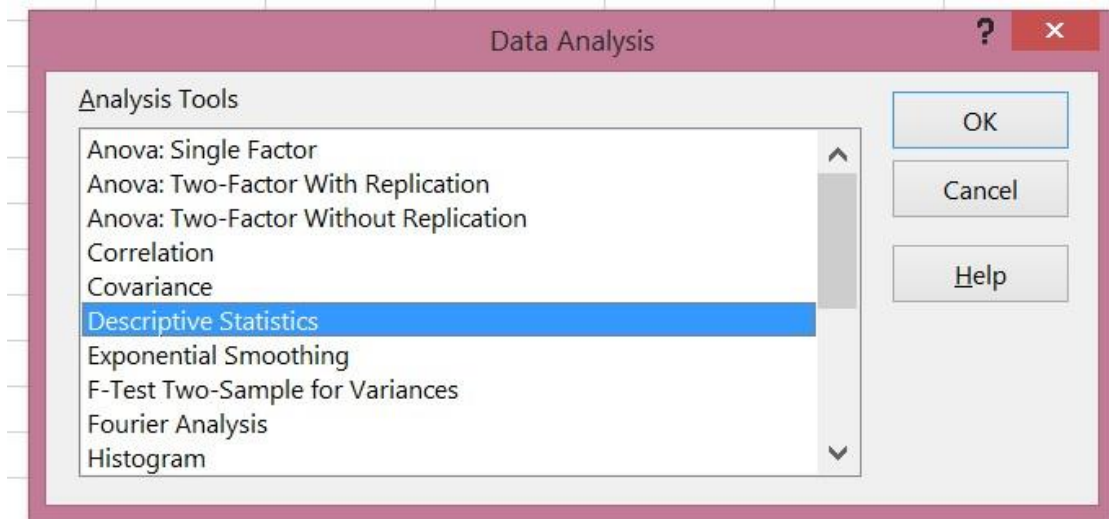 Data Analysis
?
×
Analysis Tools
Anova: Single Factor
Anova: Two-Factor With Replication
Anova: Two-Factor Without Replication
Correlation
Covariance
Descriptive Statistics
Exponential Smoothing
F-Test Two-Sample for Variances
Fourier Analysis
Histogram
OK
Cancel
Help